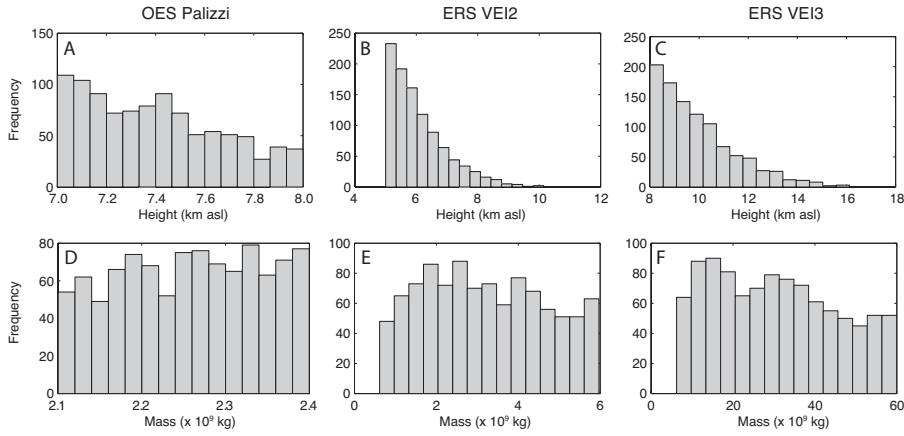 OES Palizzi
ERS VEI2
ERS VEI3
A
150
100
50
0
Frequency
7.0 7.2 7.4 7.6 7.8 8.0
Height (km asl)
B
250
200
150
100
50
0
4 6 8 10 12
Height (km asl)
C
250
200
150
100
50
0
8 10 12 14 16 18
Height (km asl)
D
80
60
40
20
0
Frequency
2.1 2.2 2.3 2.4
Mass (x 10⁹ kg)
E
100
80
60
40
20
0
0 2 4 6
Mass (x 10⁹ kg)
F
100
80
60
40
20
0
0 20 40 60
Mass (x 10⁹ kg)